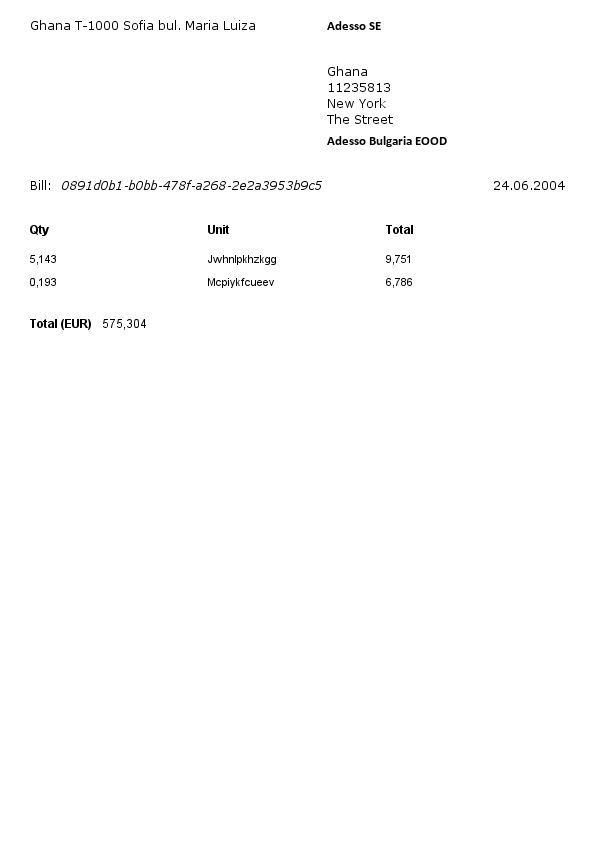 Ghana T-1000 Sofia bul. Maria Luiza
Adesso SE
Ghana
11235813
New York
The Street
Adesso Bulgaria EOOD
Bill: 0891d0b1-b0bb-478f-a268-2e2a3953b9c5 24.06.2004
Qty Unit Total
5,143 Jwhnlpkhzkgg 9,751
0,193 Mcpiykfcueev 6,786
Total (EUR) 575,304